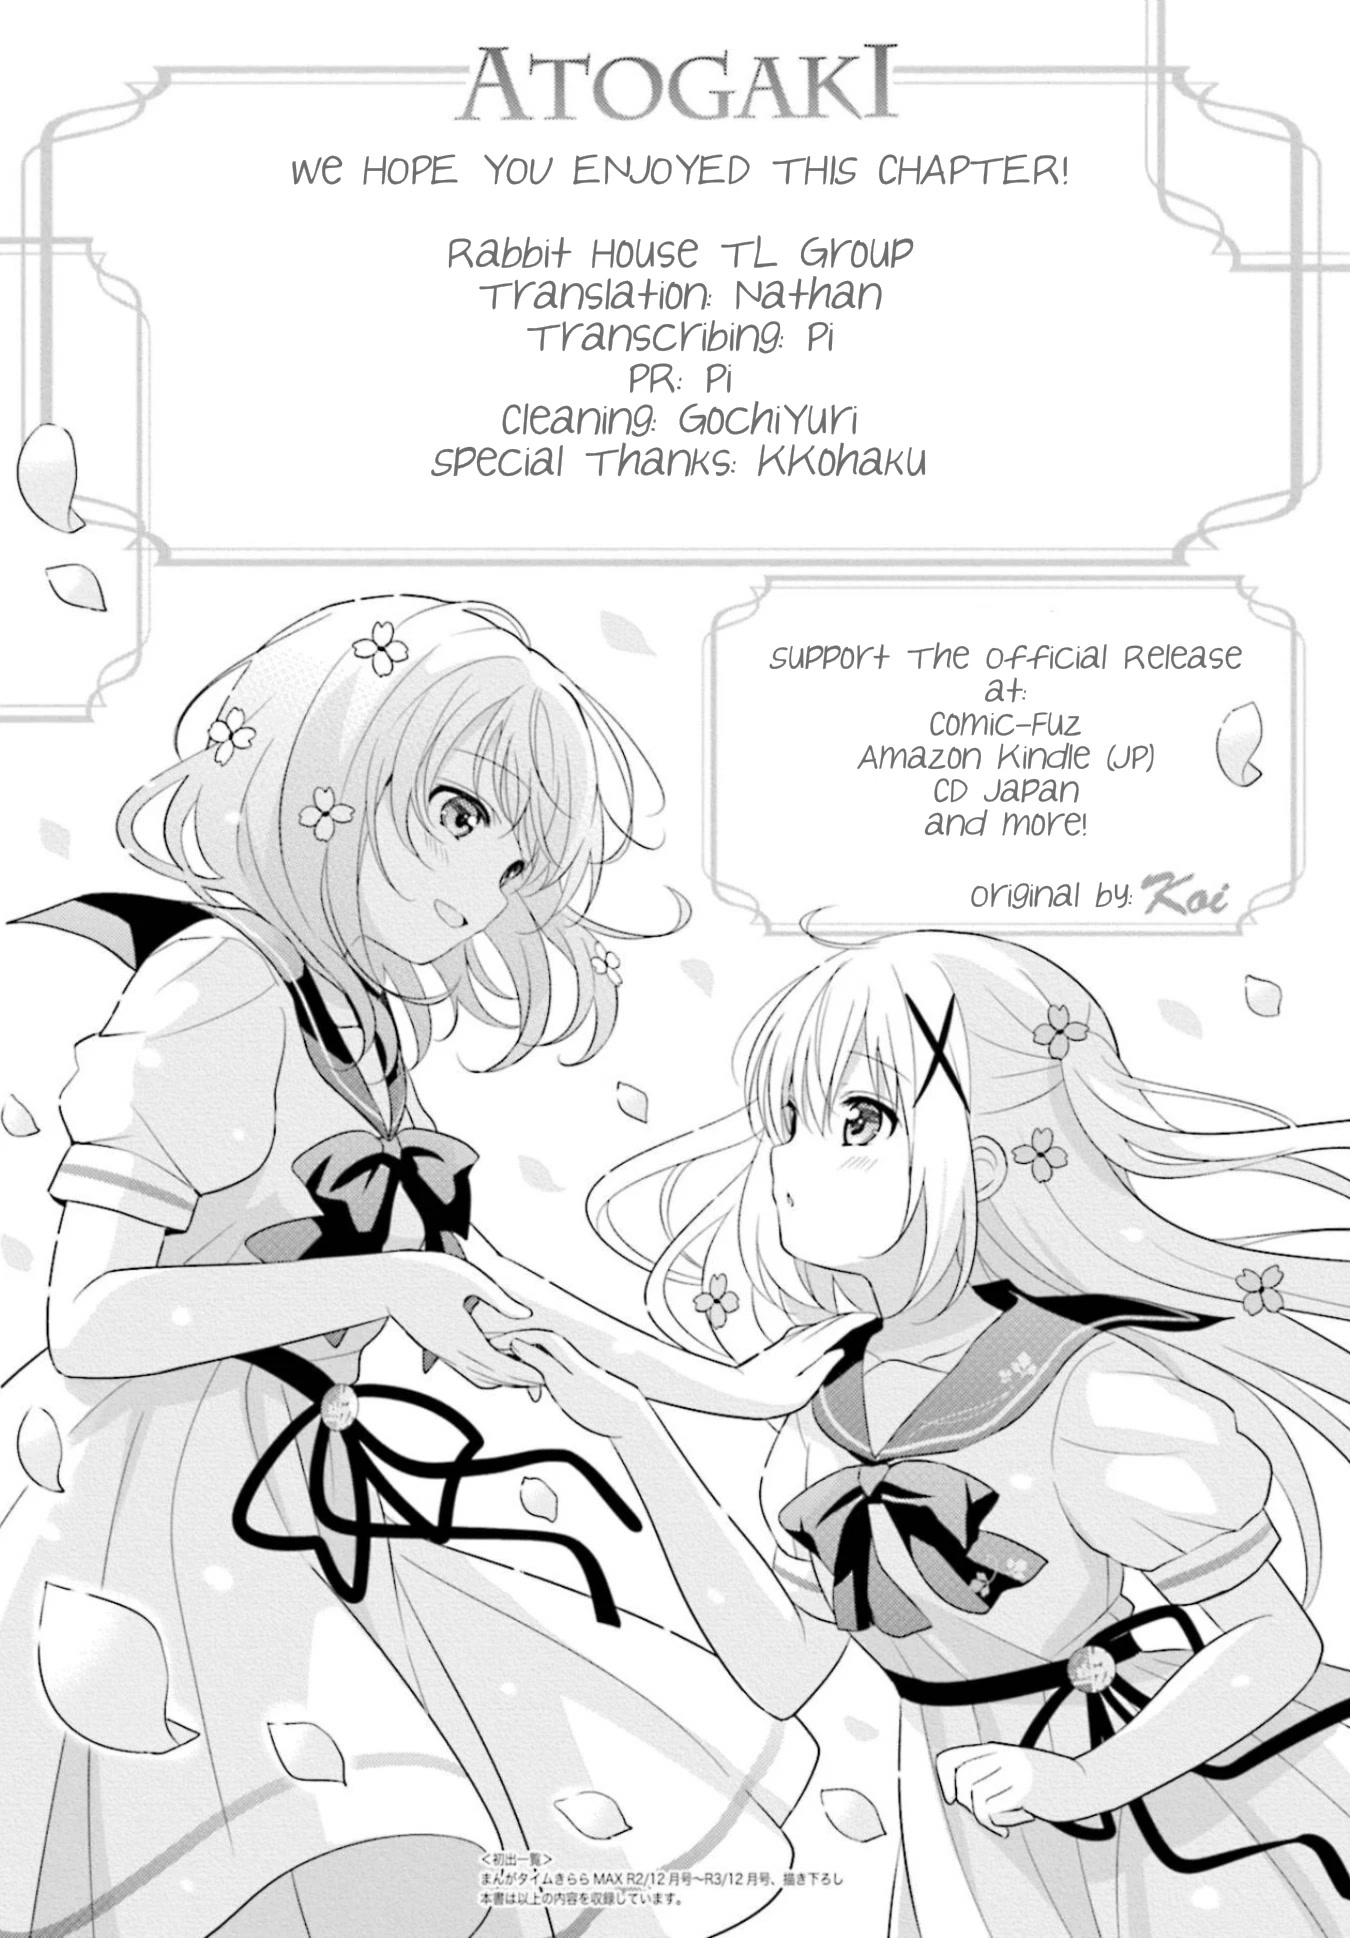 ATOGAKI
We HOPE YOU ENJOYED THIS CHAPTER!
Rabbit House TL Group
Translation: Nathan
Transcribing: Pi
PR: Pi
Cleaning: GochiYuri
Special Thanks: KKohaku
Support The Official Release
at:
Comic-Fuz
Amazon Kindle (JP)
CD Japan
and more!
Original by: Koi
<初出一覧>
まんがタイムきららMAX R2/12月号〜R3/12月号、描き下ろし
本書は以上の内容を収録しています。